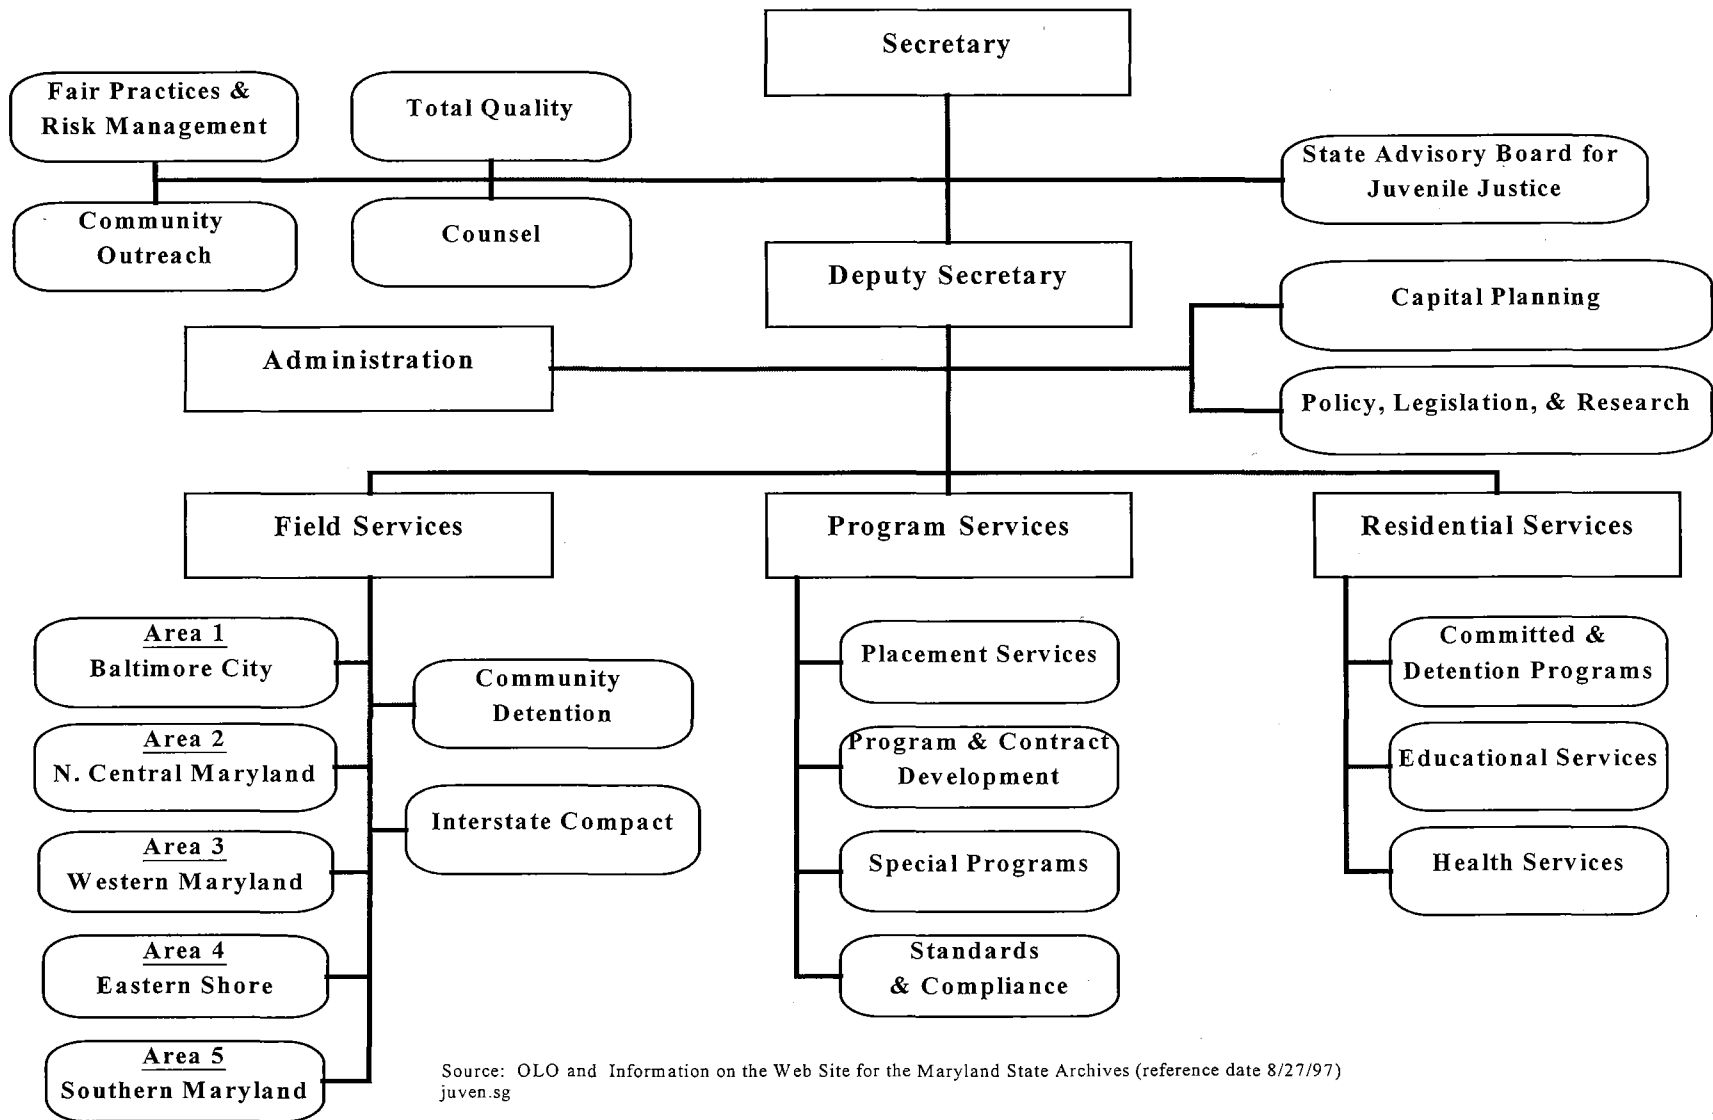 Secretary
Fair Practices &
Risk Management
Total Quality
State Advisory Board for
Juvenile Justice
Community
Outreach
Counsel
Deputy Secretary
Capital Planning
Administration
Policy, Legislation, & Research
Field Services
Program Services
Residential Services
Area 1
Baltimore City
Area 2
N. Central Maryland
Area 3
Western Maryland
Area 4
Eastern Shore
Area 5
Southern Maryland
Community
Detention
Interstate Compact
Placement Services
Program & Contract
Development
Special Programs
Standards
& Compliance
Committed &
Detention Programs
Educational Services
Health Services
Source: OLO and Information on the Web Site for the Maryland State Archives (reference date 8/27/97)
juven.sg